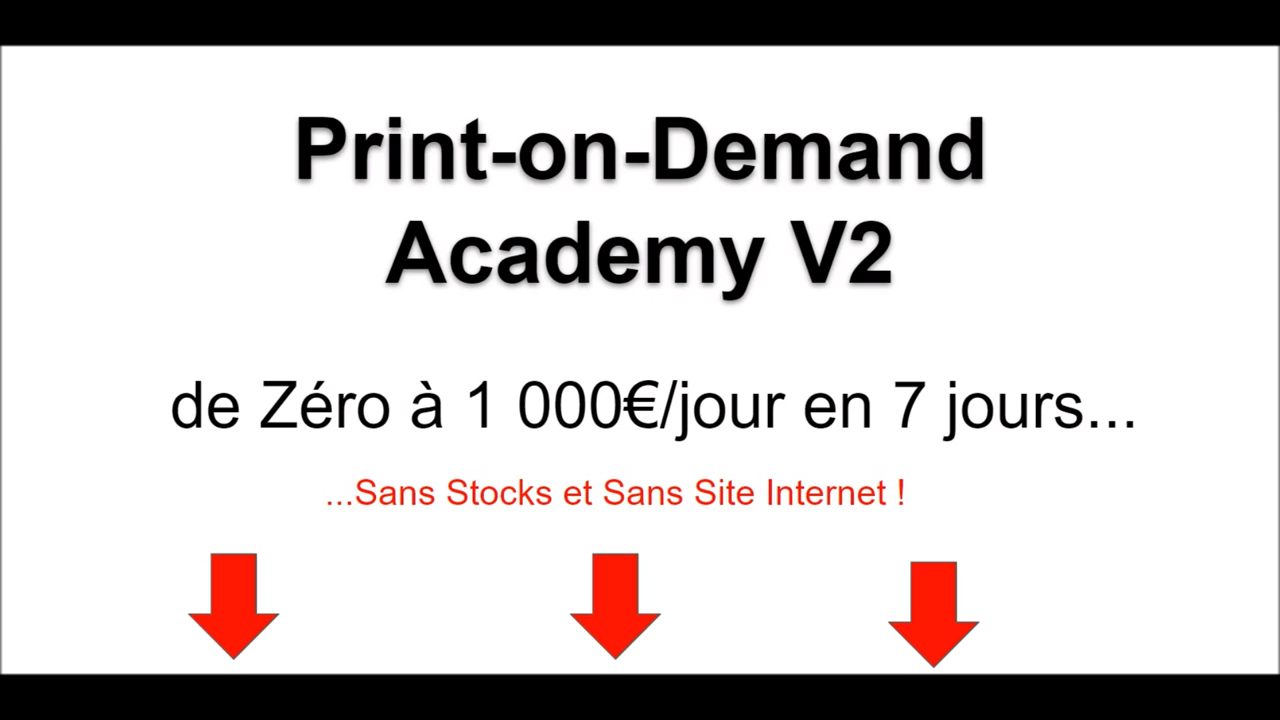 Print-on-Demand
Academy V2
de Zéro à 1 000€/jour en 7 jours...
...Sans Stocks et Sans Site Internet !